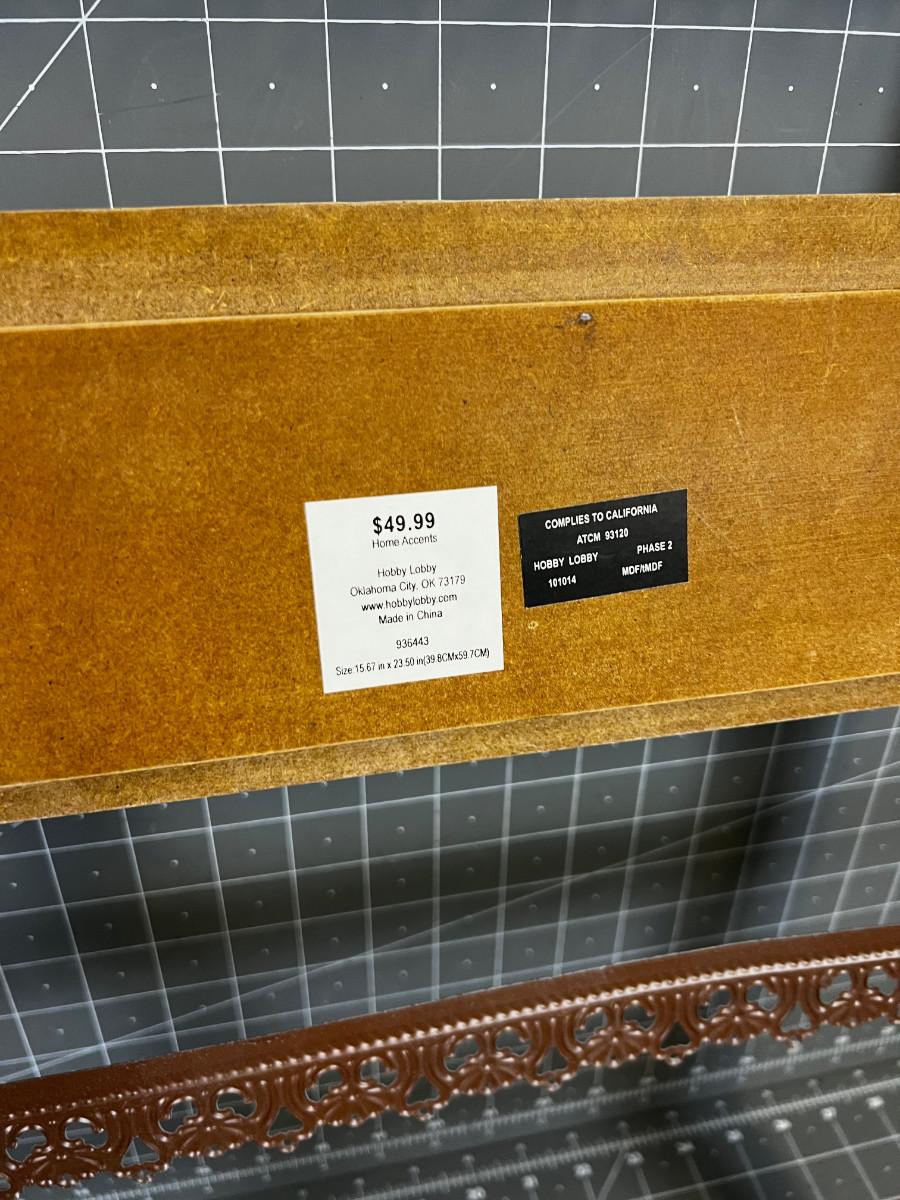 $49.99
Home Accents
Hobby Lobby
Oklahoma City, OK 73179
www.hobbylobby.com
Made in China
936443
Size:15.67 in x 23.50 in(39.8CMx59.7CM)
COMPLIES TO CALIFORNIA
ATCM 93120
HOBBY LOBBY PHASE 2
101014 MDF/tMDF